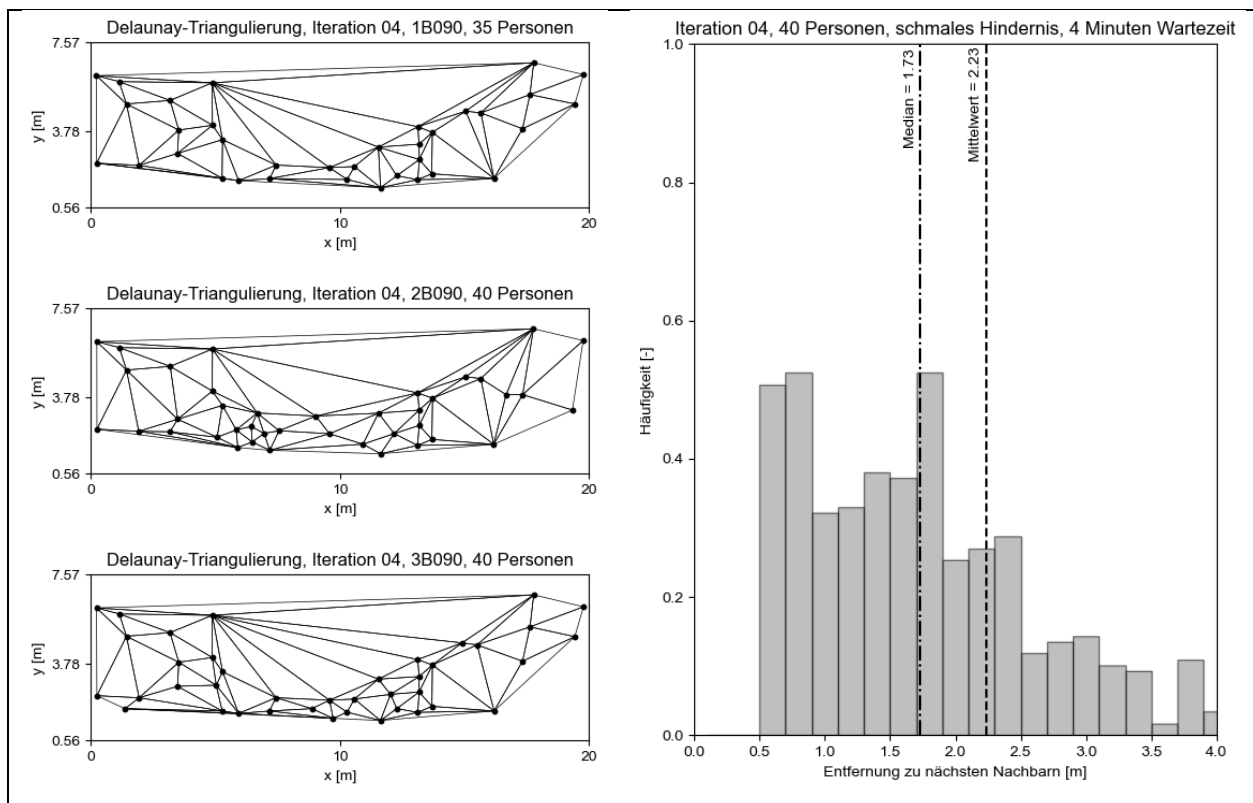 Delaunay-Triangulierung, Iteration 04, 1B090, 35 Personen
7.57
3.78
0.56
y [m]
0
10
20
x [m]
Delaunay-Triangulierung, Iteration 04, 2B090, 40 Personen
7.57
3.78
0.56
y [m]
0
10
20
x [m]
Delaunay-Triangulierung, Iteration 04, 3B090, 40 Personen
7.57
3.78
0.56
y [m]
0
10
20
x [m]
Iteration 04, 40 Personen, schmales Hindernis, 4 Minuten Wartezeit
1.0
0.8
0.6
0.4
0.2
0.0
Häufigkeit [-]
Median = 1.73
Mittelwert = 2.23
0.0
0.5
1.0
1.5
2.0
2.5
3.0
3.5
4.0
Entfernung zu nächsten Nachbarn [m]